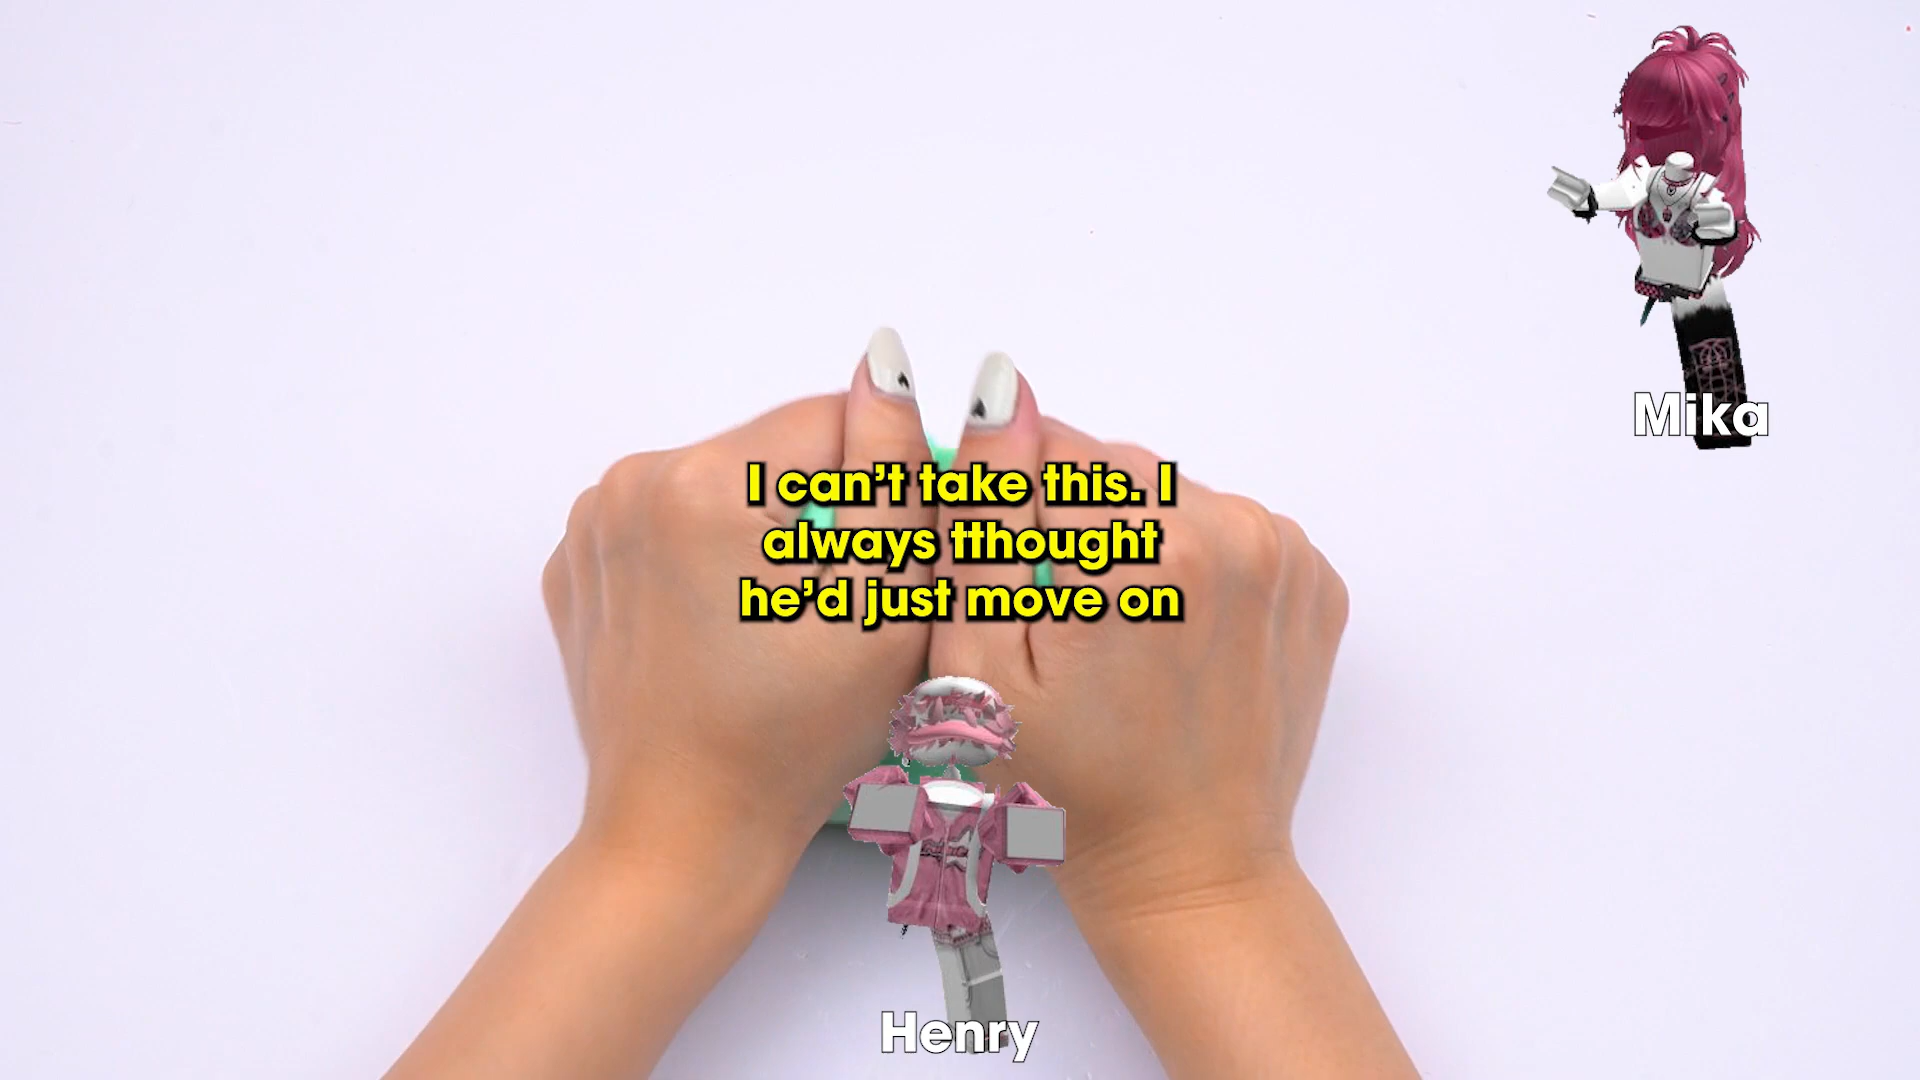 Mika
I can't take this. I
always tthought
he'd just move on
Henry